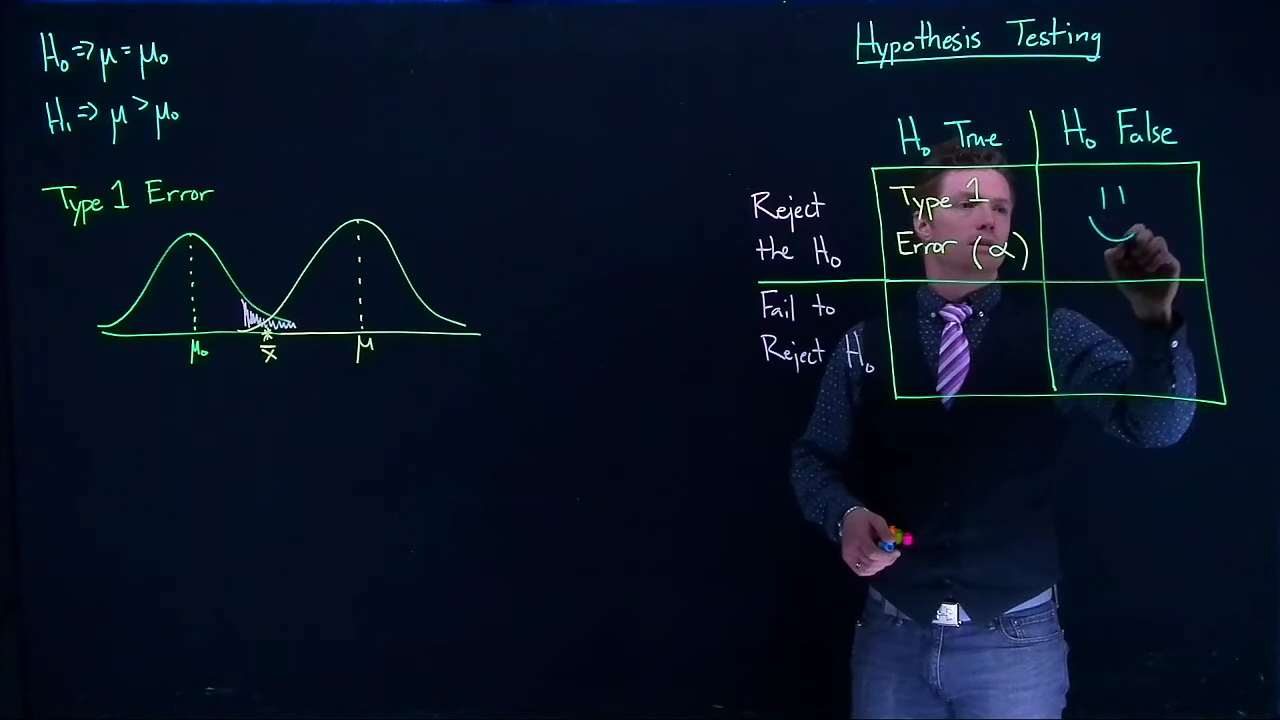 H₀ ⇒ μ = μ₀
H₁ ⇒ μ > μ₀
Type 1 Error
μ₀ x̄ μ
Hypothesis Testing
H₀ True H₀ False
Reject
the H₀
Type 1
Error (α)
Fail to
Reject H₀